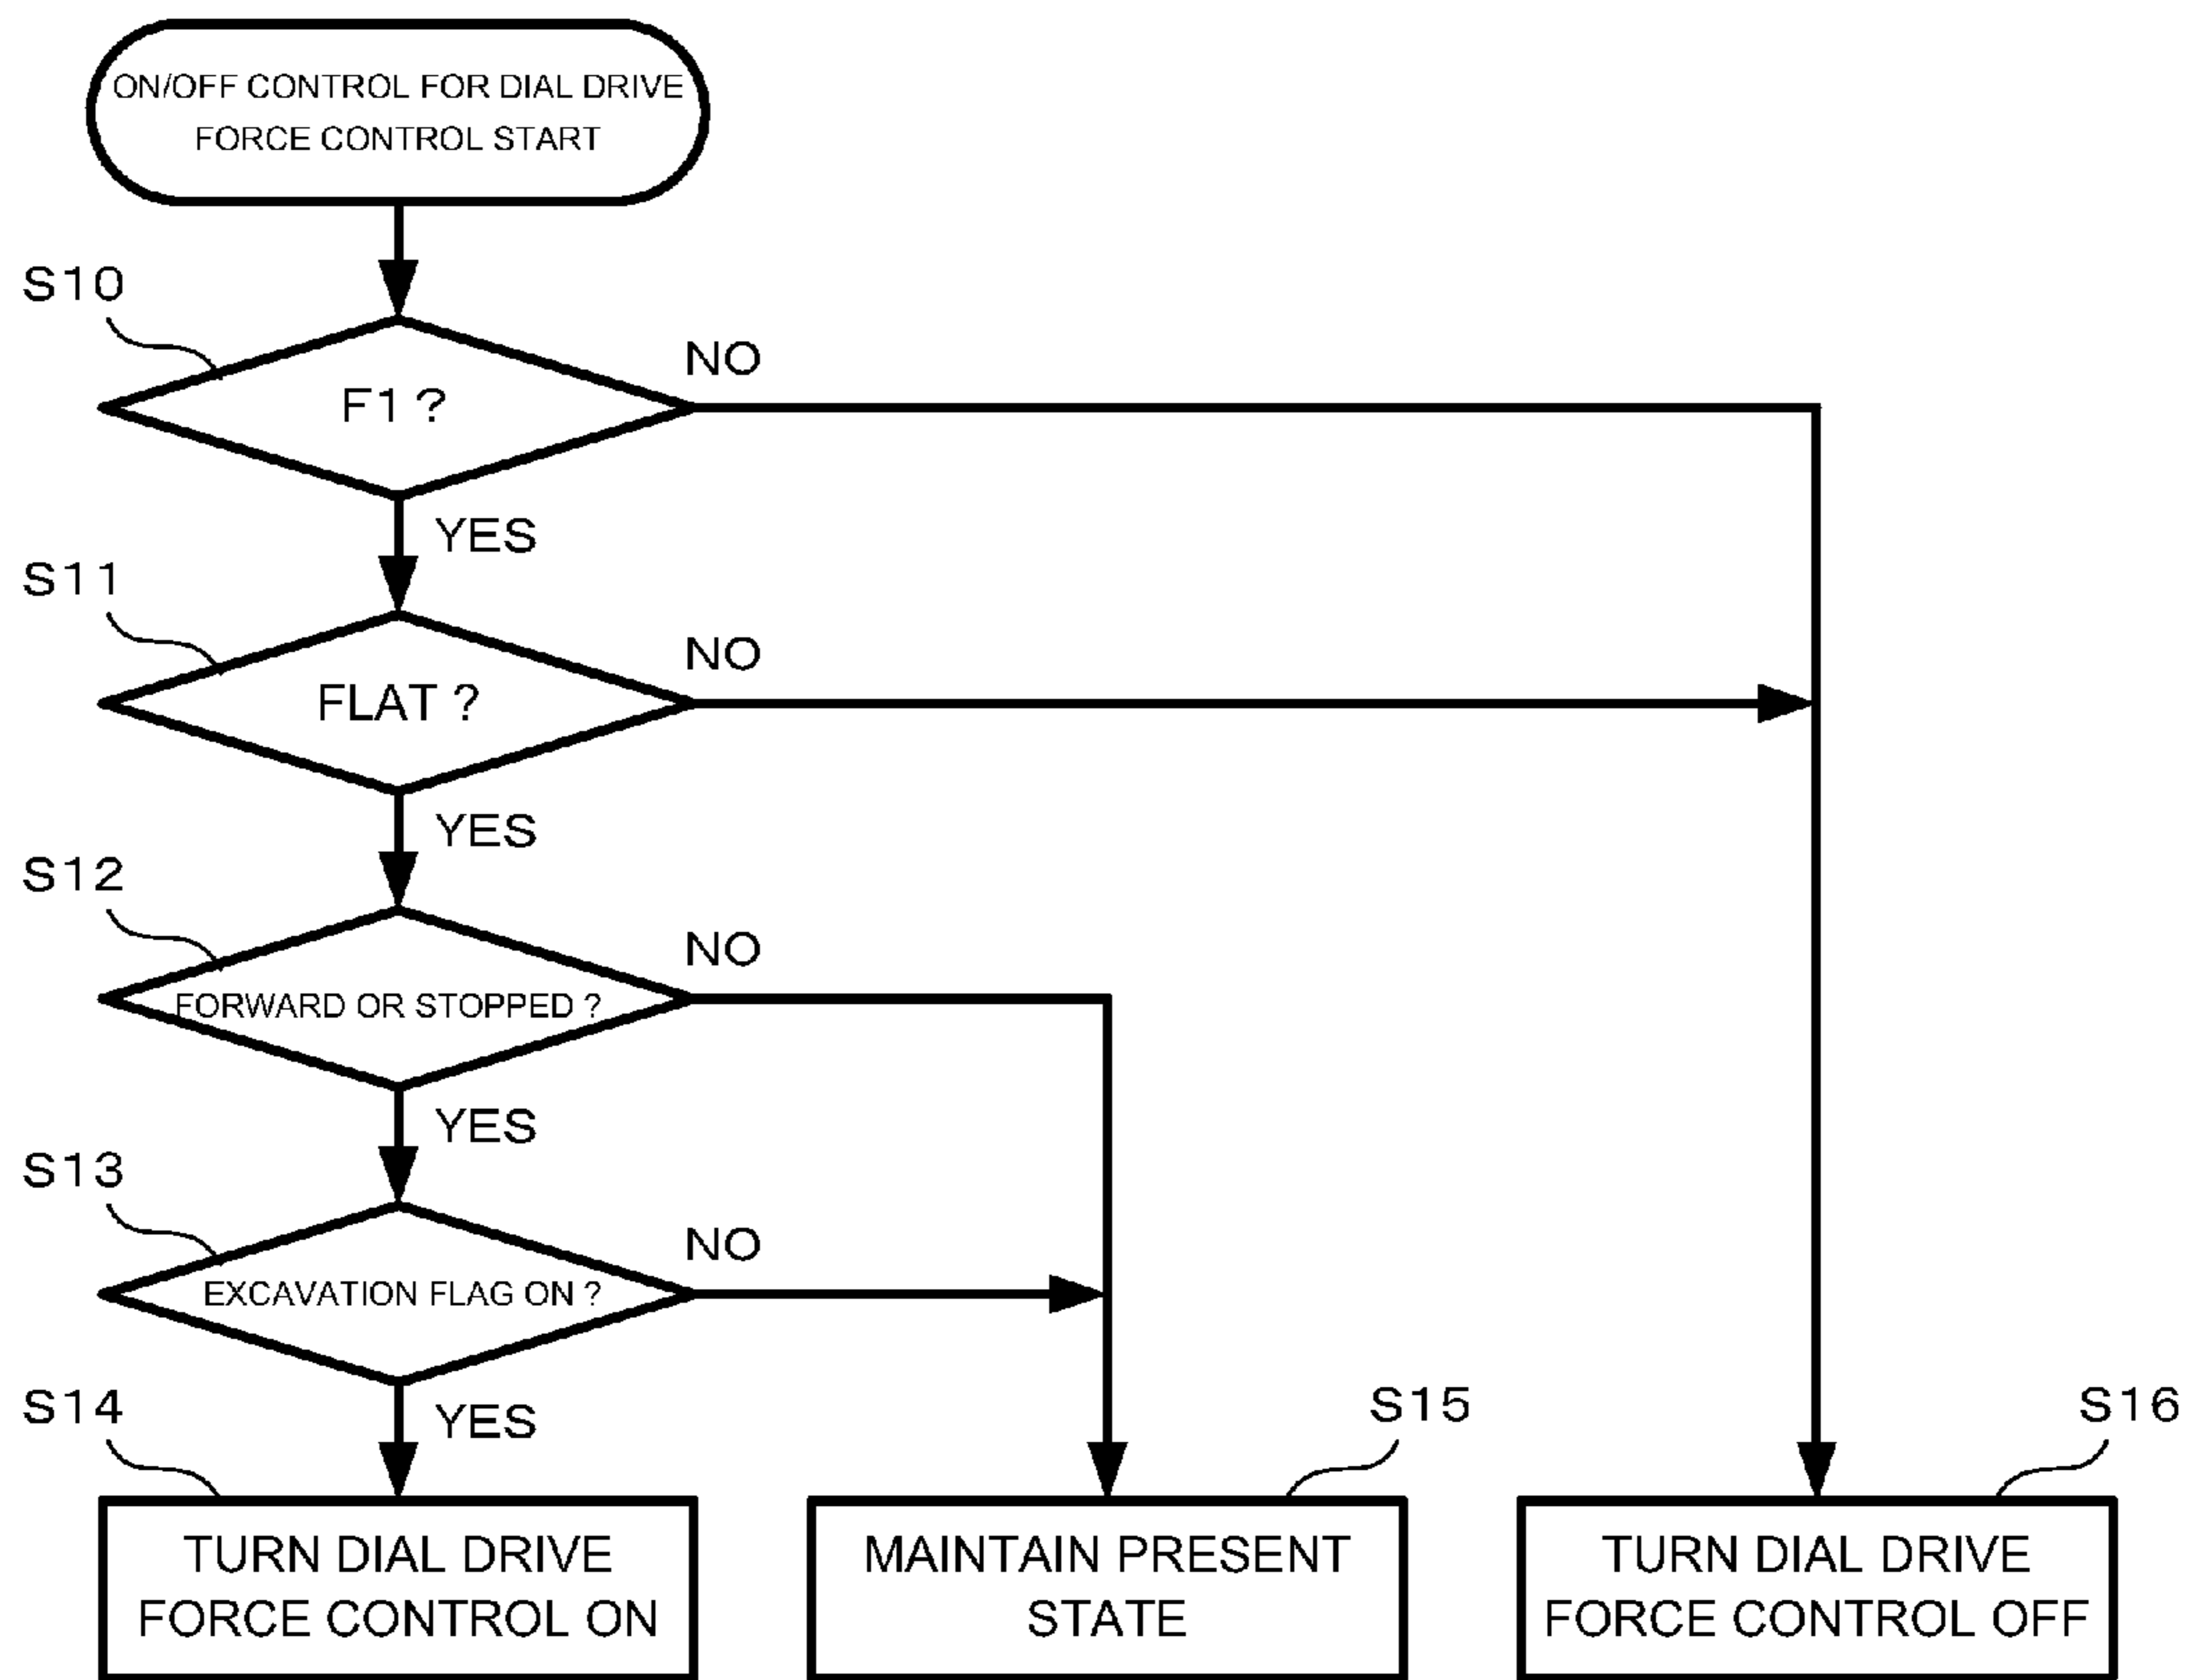 ON/OFF CONTROL FOR DIAL DRIVE
FORCE CONTROL START
S10
F1 ?
NO
YES
S11
FLAT ?
NO
YES
S12
FORWARD OR STOPPED ?
NO
YES
S13
EXCAVATION FLAG ON ?
NO
YES
S14
TURN DIAL DRIVE
FORCE CONTROL ON
S15
MAINTAIN PRESENT
STATE
S16
TURN DIAL DRIVE
FORCE CONTROL OFF